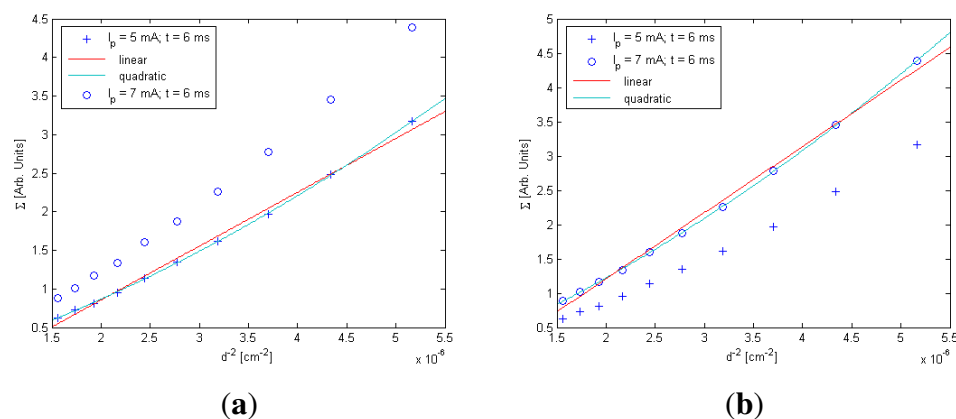 4.5
4
3.5
3
2.5
2
1.5
1
0.5
Σ [Arb. Units]
I_p = 5 mA; t = 6 ms
linear
quadratic
I_p = 7 mA; t = 6 ms
1.5 2 2.5 3 3.5 4 4.5 5 5.5
d⁻² [cm⁻²]
x 10⁻⁶
(a)
5
4.5
4
3.5
3
2.5
2
1.5
1
0.5
Σ [Arb. Units]
I_p = 5 mA; t = 6 ms
I_p = 7 mA; t = 6 ms
linear
quadratic
1.5 2 2.5 3 3.5 4 4.5 5 5.5
d⁻² [cm⁻²]
x 10⁻⁶
(b)